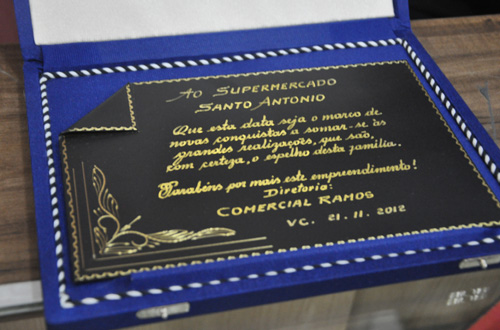 Ao Supermercado
Santo Antonio
Que esta data seja o marco de
novas conquistas a somar-se às
grandes realizações, que são,
com certeza, o espelho desta família.
Parabéns por mais este empreendimento!
Diretoria:
Comercial Ramos
VC. 21.11.2012